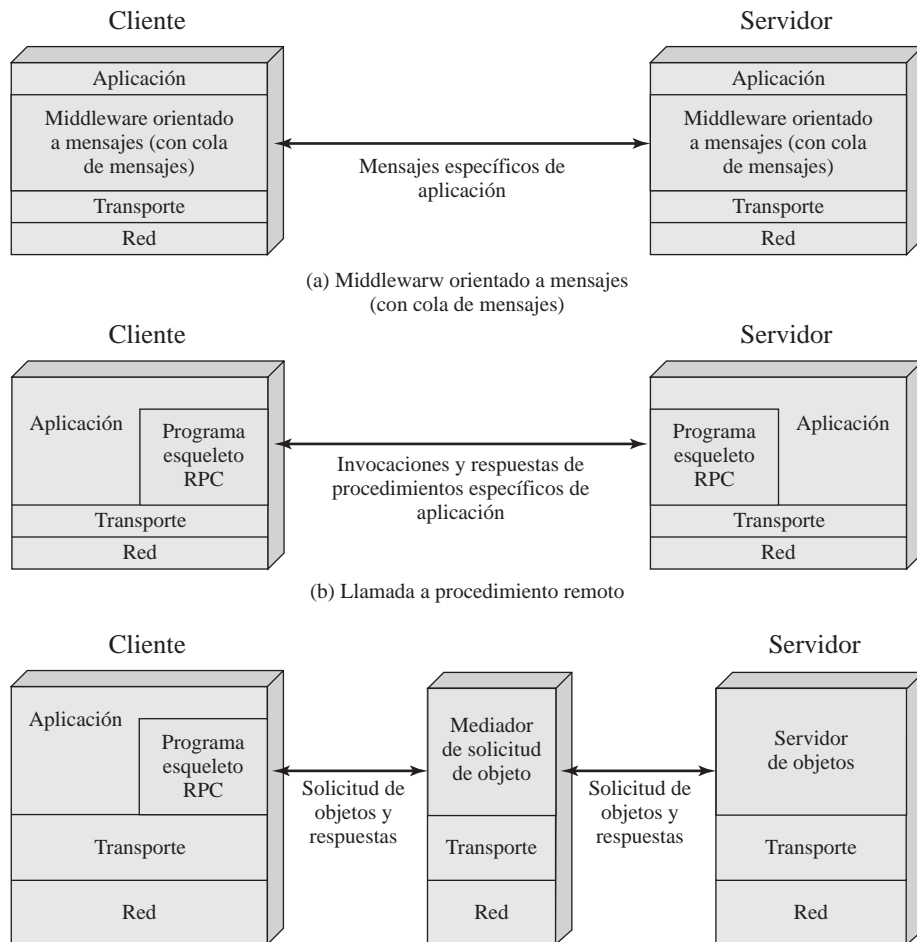 Cliente
Servidor
Aplicación
Middleware orientado
a mensajes (con cola
de mensajes)
Transporte
Red
Mensajes específicos de
aplicación
Aplicación
Middleware orientado
a mensajes (con cola
de mensajes)
Transporte
Red
(a) Middlewarw orientado a mensajes
(con cola de mensajes)
Cliente
Servidor
Aplicación
Programa
esqueleto
RPC
Transporte
Red
Invocaciones y respuestas de
procedimientos específicos de
aplicación
Programa
esqueleto
RPC
Aplicación
Transporte
Red
(b) Llamada a procedimiento remoto
Cliente
Servidor
Aplicación
Programa
esqueleto
RPC
Transporte
Red
Solicitud de
objetos y
respuestas
Mediador
de solicitud
de objeto
Transporte
Red
Solicitud de
objetos y
respuestas
Servidor
de objetos
Transporte
Red